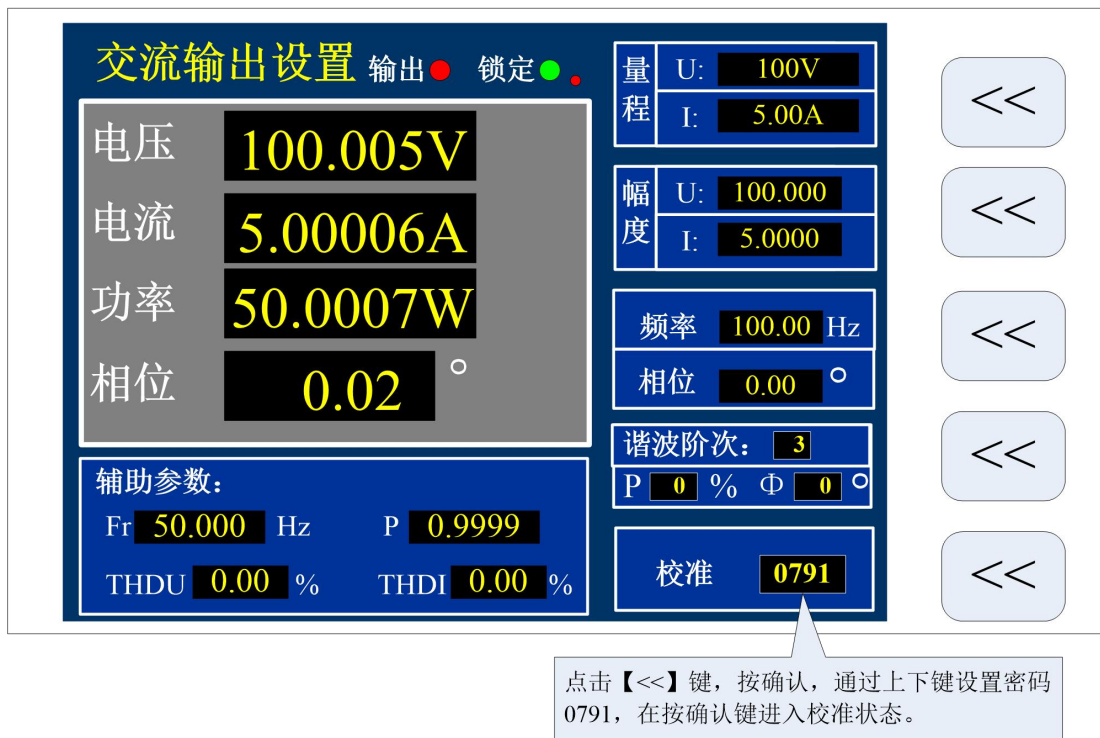 交流输出设置 输出 锁定
电压 100.005V
电流 5.00006A
功率 50.0007W
相位 0.02 °
辅助参数：
Fr 50.000 Hz P 0.9999
THDU 0.00 % THDI 0.00 %
量程 U: 100V
I: 5.00A
幅度 U: 100.000
I: 5.0000
频率 100.00 Hz
相位 0.00 °
谐波阶次： 3
P 0 % Φ 0 °
校准 0791
<<
<<
<<
<<
<<
点击【<<】键，按确认，通过上下键设置密码
0791，在按确认键进入校准状态。